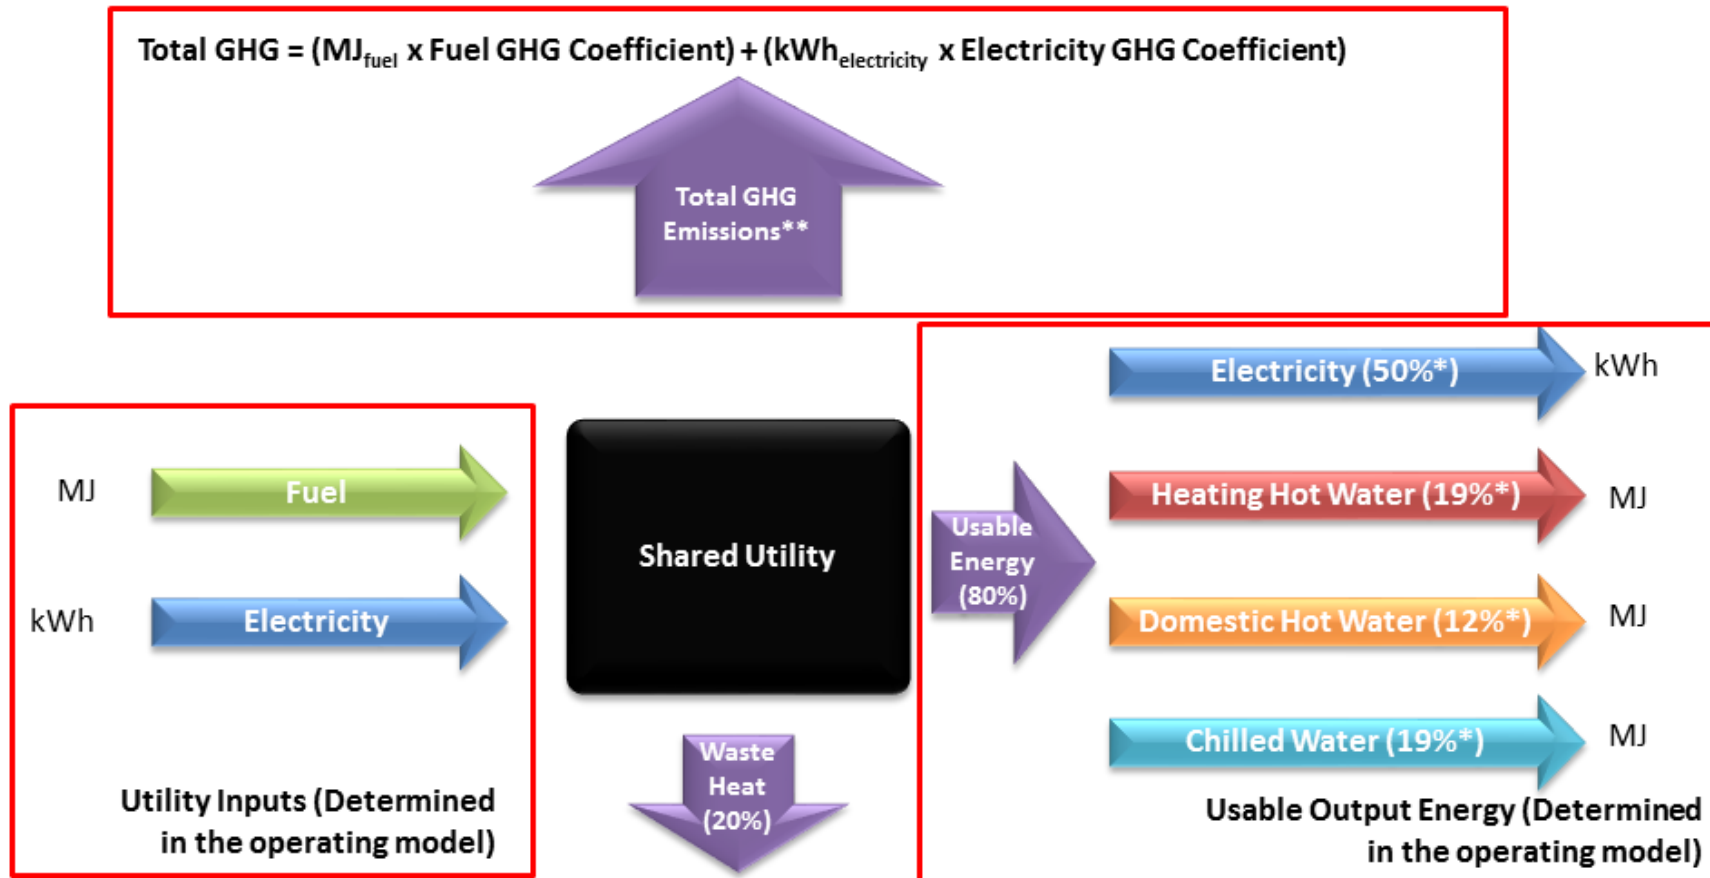 Total GHG = (MJfuel x Fuel GHG Coefficient) + (kWhelectricity x Electricity GHG Coefficient)
Total GHG
Emissions**
MJ
Fuel
kWh
Electricity
Utility Inputs (Determined
in the operating model)
Shared Utility
Waste
Heat
(20%)
Usable
Energy
(80%)
Electricity (50%*)
kWh
Heating Hot Water (19%*)
MJ
Domestic Hot Water (12%*)
MJ
Chilled Water (19%*)
MJ
Usable Output Energy (Determined
in the operating model)